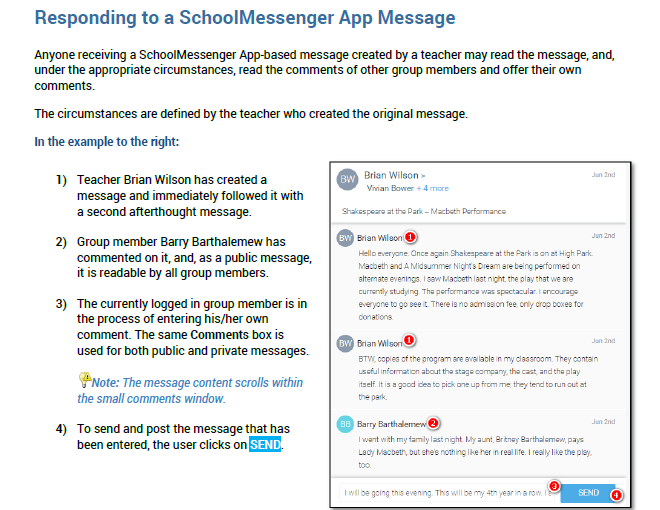 Responding to a SchoolMessenger App Message
Anyone receiving a SchoolMessenger App-based message created by a teacher may read the message, and,
under the appropriate circumstances, read the comments of other group members and offer their own
comments.
The circumstances are defined by the teacher who created the original message.
In the example to the right:
1) Teacher Brian Wilson has created a
message and immediately followed it with
a second afterthought message.
2) Group member Barry Barthalemew has
commented on it, and, as a public message,
it is readable by all group members.
3) The currently logged in group member is in
the process of entering his/her own
comment. The same Comments box is
used for both public and private messages.
Note: The message content scrolls within
the small comments window.
4) To send and post the message that has
been entered, the user clicks on SEND.
BW Brian Wilson > Jun 2nd
Vivian Bower + 4 more
Shakespeare at the Park – Macbeth Performance
BW Brian Wilson 1 Jun 2nd
Hello everyone. Once again Shakespeare at the Park is on at High Park.
Macbeth and A Midsummer Night's Dream are being performed on
alternate evenings. I saw Macbeth last night, the play that we are
currently studying. The performance was spectacular. I encourage
everyone to go see it. There is no admission fee, only drop boxes for
donations.
BW Brian Wilson 1 Jun 2nd
BTW, copies of the program are available in my classroom. They contain
useful information about the stage company, the cast, and the play
itself. It is a good idea to pick one up from me; they tend to run out at
the park.
BB Barry Barthalemew 2 Jun 2nd
I went with my family last night. My aunt, Britney Barthalemew, pays
Lady Macbeth, but she's nothing like her in real life. I really like the play,
too.
I will be going this evening. This will be my 4th year in a row. 3 SEND 4